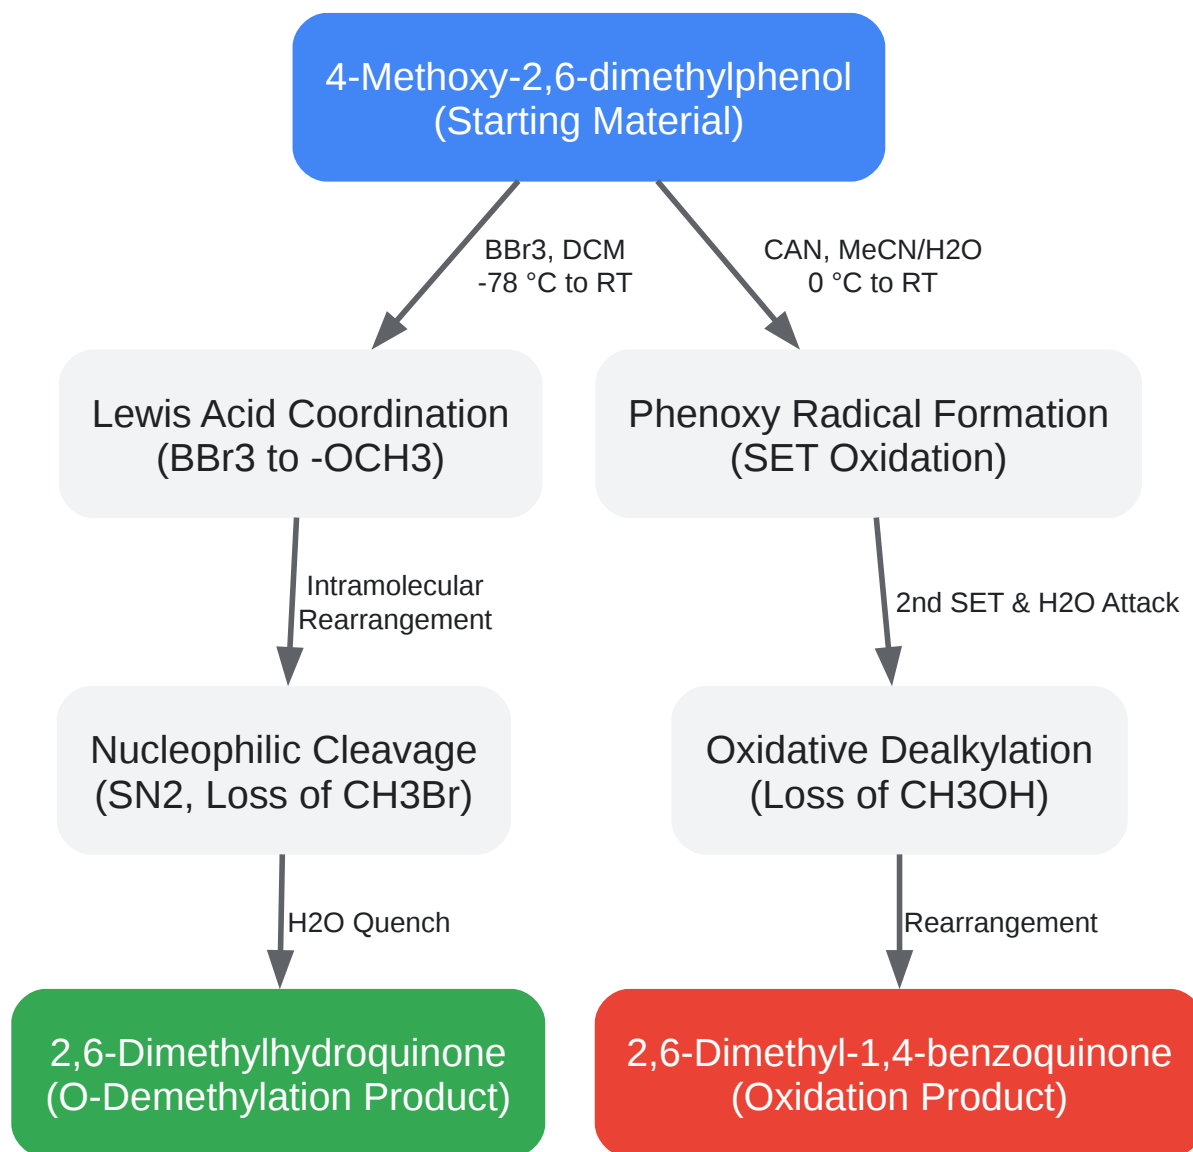 4-Methoxy-2,6-dimethylphenol
(Starting Material)
BBr3, DCM
-78 °C to RT
CAN, MeCN/H2O
0 °C to RT
Lewis Acid Coordination
(BBr3 to -OCH3)
Phenoxy Radical Formation
(SET Oxidation)
Intramolecular
Rearrangement
2nd SET & H2O Attack
Nucleophilic Cleavage
(SN2, Loss of CH3Br)
Oxidative Dealkylation
(Loss of CH3OH)
H2O Quench
Rearrangement
2,6-Dimethylhydroquinone
(O-Demethylation Product)
2,6-Dimethyl-1,4-benzoquinone
(Oxidation Product)